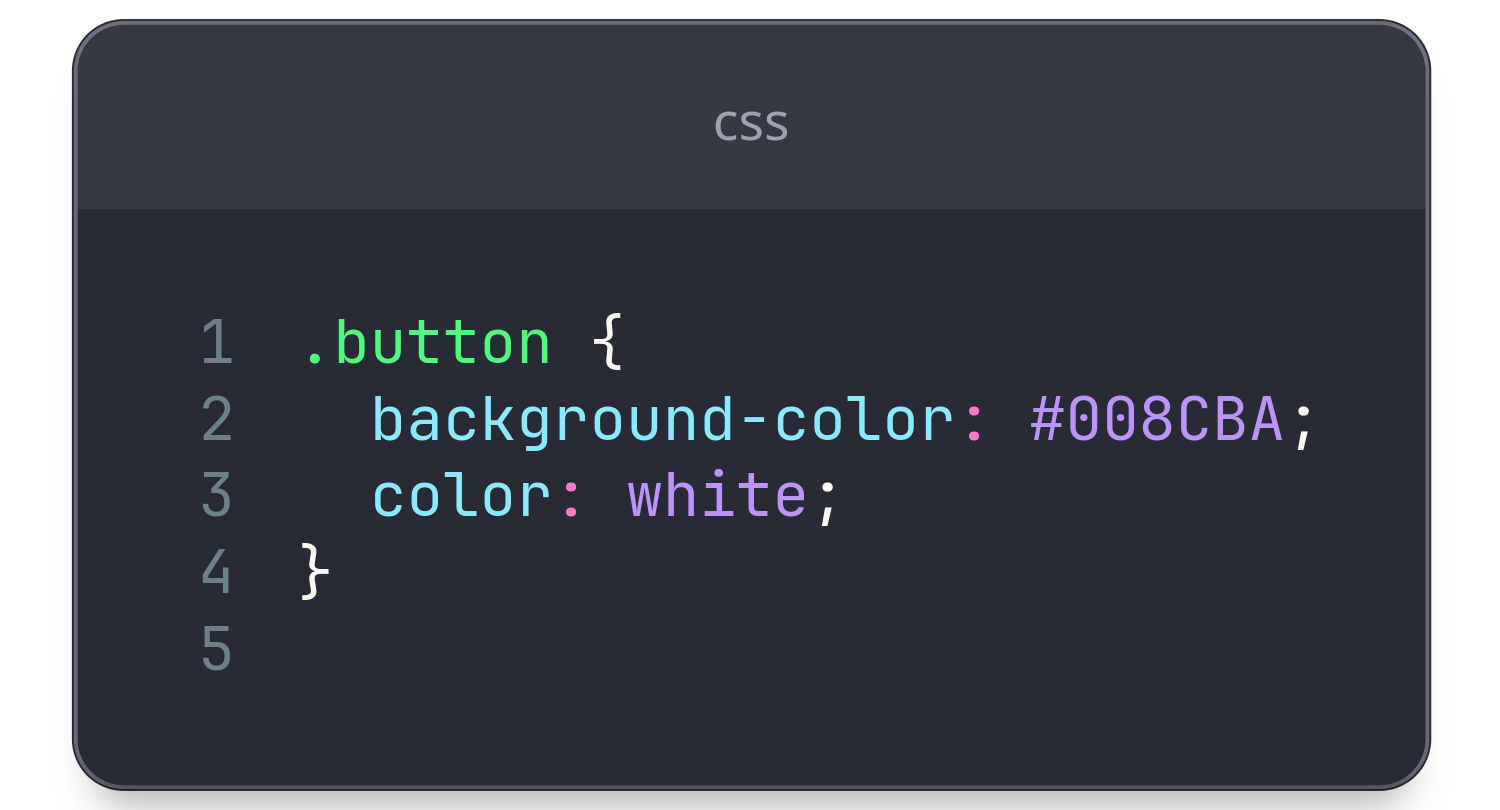 css
1 .button {
2   background-color: #008CBA;
3   color: white;
4 }
5